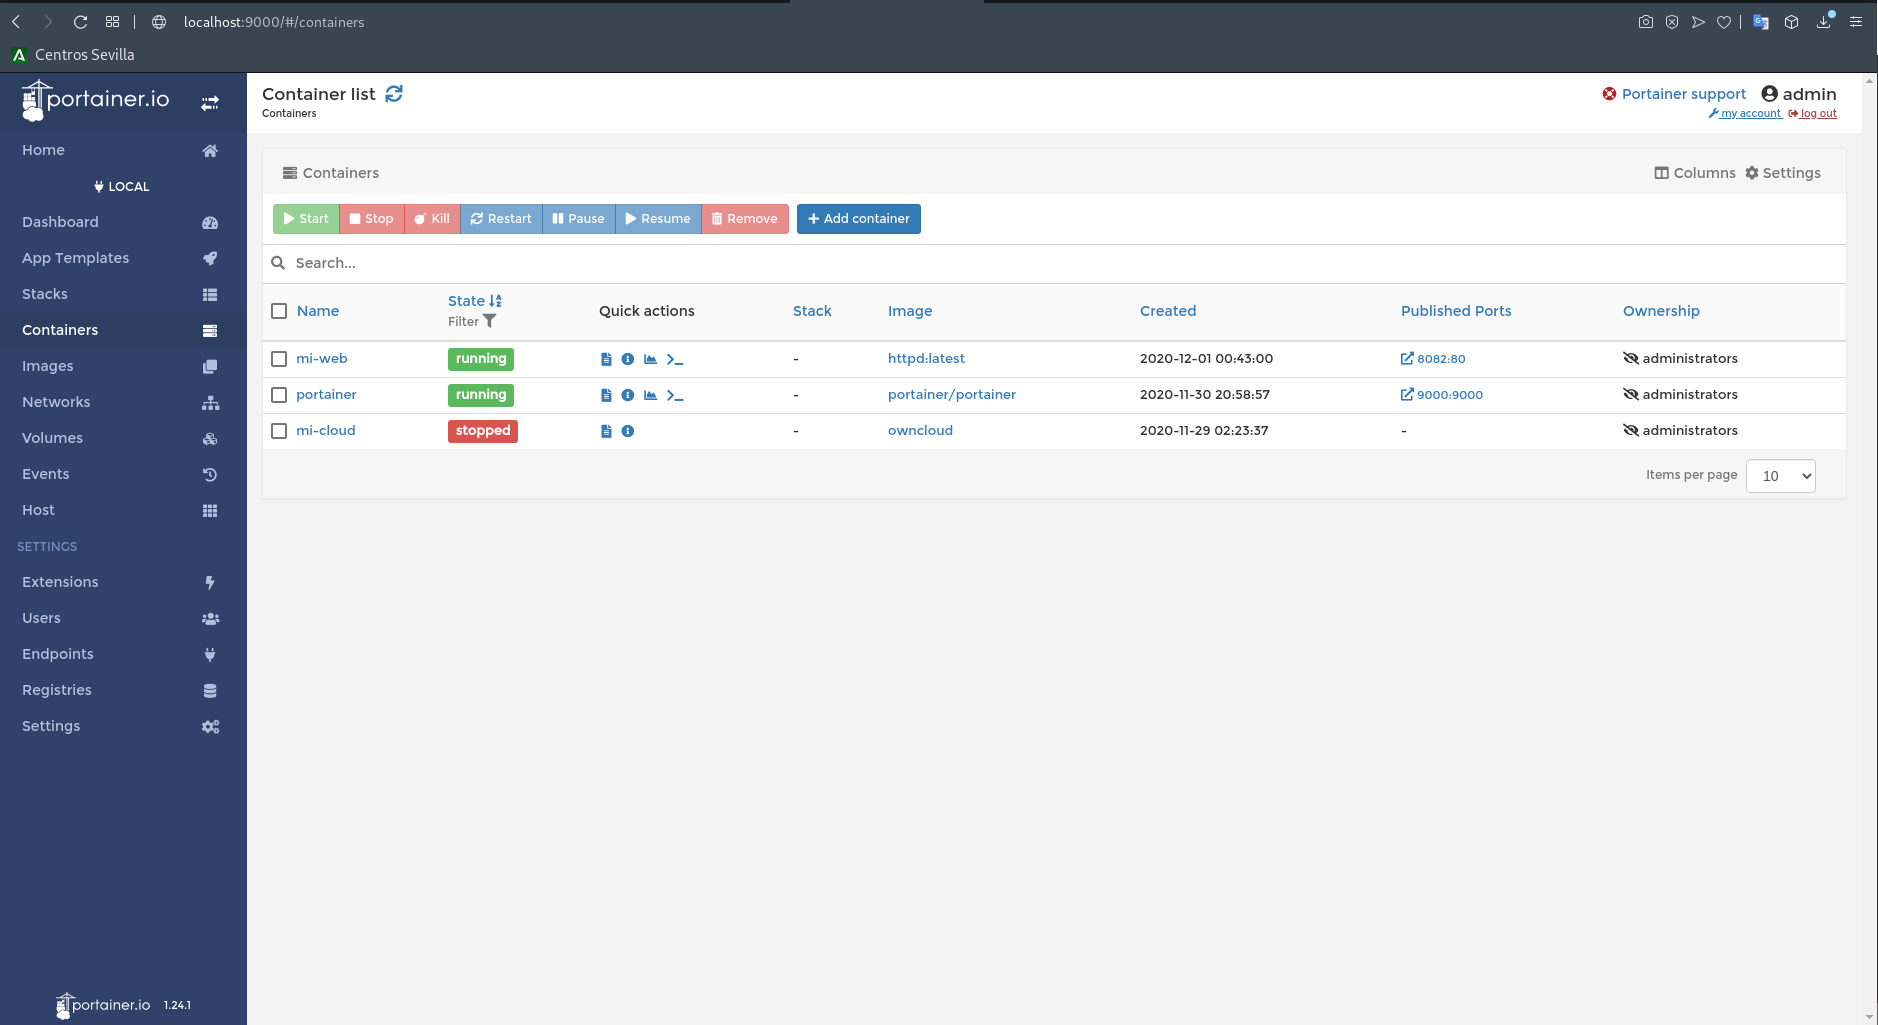 localhost:9000/#/containers
Centros Sevilla
portainer.io
Home
LOCAL
Dashboard
App Templates
Stacks
Containers
Images
Networks
Volumes
Events
Host
SETTINGS
Extensions
Users
Endpoints
Registries
Settings
portainer.io 1.24.1
Container list
Containers
Portainer support admin
my account log out
Containers
Columns Settings
Start Stop Kill Restart Pause Resume Remove Add container
Search...
Name State Filter Quick actions Stack Image Created Published Ports Ownership
mi-web running - httpd:latest 2020-12-01 00:43:00 8082:80 administrators
portainer running - portainer/portainer 2020-11-30 20:58:57 9000:9000 administrators
mi-cloud stopped - owncloud 2020-11-29 02:23:37 - administrators
Items per page 10